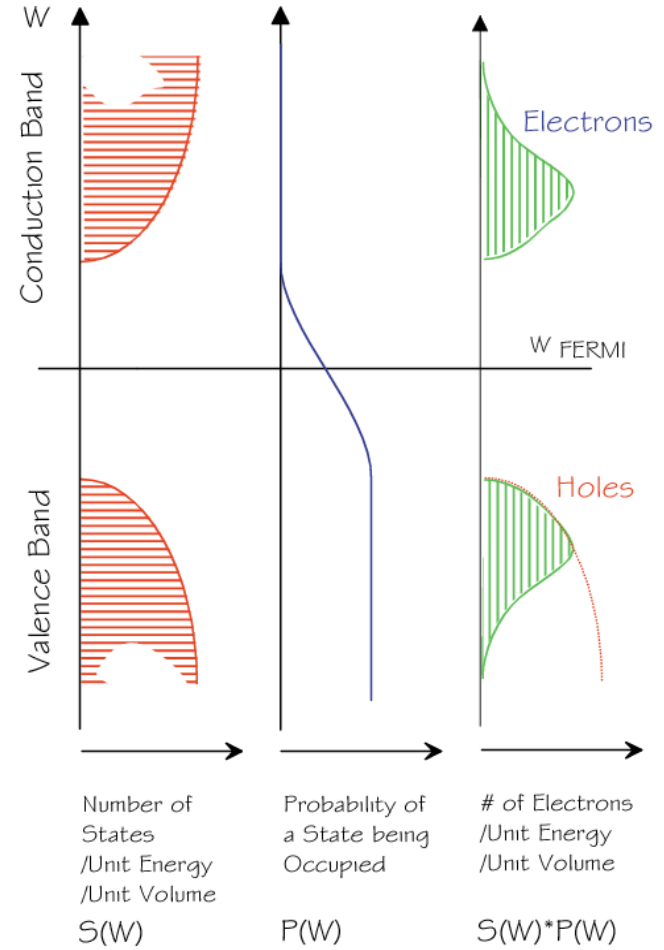 W
Conduction Band
Electrons
W FERMI
Valence Band
Holes
Number of
States
/Unit Energy
/Unit Volume
S(W)
Probability of
a State being
Occupied
P(W)
# of Electrons
/Unit Energy
/Unit Volume
S(W)*P(W)